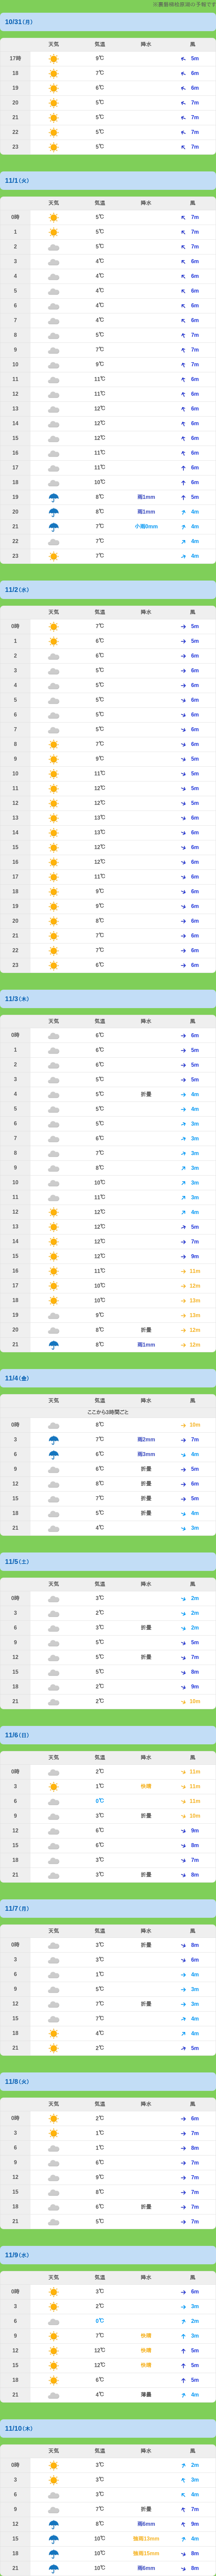 ※裏磐梯桧原湖の予報です
10/31(月)
天気 気温 降水 風
17時 9℃ 5m
18 7℃ 6m
19 6℃ 6m
20 5℃ 7m
21 5℃ 7m
22 5℃ 7m
23 5℃ 7m
11/1(火)
天気 気温 降水 風
0時 5℃ 7m
1 5℃ 7m
2 5℃ 7m
3 4℃ 6m
4 4℃ 6m
5 4℃ 6m
6 4℃ 6m
7 4℃ 6m
8 5℃ 7m
9 7℃ 7m
10 9℃ 7m
11 11℃ 6m
12 11℃ 6m
13 12℃ 6m
14 12℃ 6m
15 12℃ 6m
16 11℃ 6m
17 11℃ 6m
18 10℃ 6m
19 8℃ 雨1mm 5m
20 8℃ 雨1mm 4m
21 7℃ 小雨0mm 4m
22 7℃ 4m
23 7℃ 4m
11/2(水)
天気 気温 降水 風
0時 7℃ 5m
1 6℃ 5m
2 6℃ 6m
3 5℃ 6m
4 5℃ 6m
5 5℃ 6m
6 5℃ 6m
7 5℃ 6m
8 7℃ 6m
9 9℃ 5m
10 11℃ 5m
11 12℃ 5m
12 12℃ 5m
13 13℃ 6m
14 13℃ 6m
15 12℃ 6m
16 12℃ 6m
17 11℃ 6m
18 9℃ 6m
19 9℃ 6m
20 8℃ 6m
21 7℃ 6m
22 7℃ 6m
23 6℃ 6m
11/3(木)
天気 気温 降水 風
0時 6℃ 6m
1 6℃ 5m
2 6℃ 5m
3 5℃ 5m
4 5℃ 折曇 4m
5 5℃ 4m
6 5℃ 3m
7 6℃ 3m
8 7℃ 3m
9 8℃ 3m
10 10℃ 3m
11 11℃ 3m
12 12℃ 4m
13 12℃ 5m
14 12℃ 7m
15 12℃ 9m
16 11℃ 11m
17 10℃ 12m
18 10℃ 13m
19 9℃ 13m
20 8℃ 折曇 12m
21 8℃ 雨1mm 12m
11/4(金)
天気 気温 降水 風
ここから3時間ごと
0時 8℃ 10m
3 7℃ 雨2mm 7m
6 6℃ 雨3mm 4m
9 6℃ 折曇 5m
12 8℃ 折曇 6m
15 7℃ 折曇 5m
18 5℃ 折曇 4m
21 4℃ 3m
11/5(土)
天気 気温 降水 風
0時 3℃ 2m
3 2℃ 2m
6 3℃ 折曇 2m
9 5℃ 5m
12 5℃ 折曇 7m
15 5℃ 8m
18 2℃ 9m
21 2℃ 10m
11/6(日)
天気 気温 降水 風
0時 2℃ 11m
3 1℃ 快晴 11m
6 0℃ 11m
9 3℃ 折曇 10m
12 6℃ 9m
15 6℃ 8m
18 3℃ 7m
21 3℃ 折曇 8m
11/7(月)
天気 気温 降水 風
0時 3℃ 折曇 8m
3 3℃ 6m
6 1℃ 4m
9 5℃ 3m
12 7℃ 折曇 3m
15 7℃ 4m
18 4℃ 4m
21 2℃ 5m
11/8(火)
天気 気温 降水 風
0時 2℃ 6m
3 1℃ 7m
6 1℃ 8m
9 6℃ 7m
12 9℃ 7m
15 8℃ 7m
18 6℃ 折曇 7m
21 5℃ 7m
11/9(水)
天気 気温 降水 風
0時 3℃ 6m
3 2℃ 3m
6 0℃ 2m
9 7℃ 快晴 3m
12 12℃ 快晴 5m
15 12℃ 快晴 5m
18 6℃ 5m
21 4℃ 薄曇 4m
11/10(木)
天気 気温 降水 風
0時 3℃ 2m
3 3℃ 3m
6 3℃ 4m
9 7℃ 折曇 7m
12 8℃ 雨6mm 9m
15 10℃ 強雨13mm 4m
18 10℃ 強雨15mm 8m
21 10℃ 雨6mm 8m